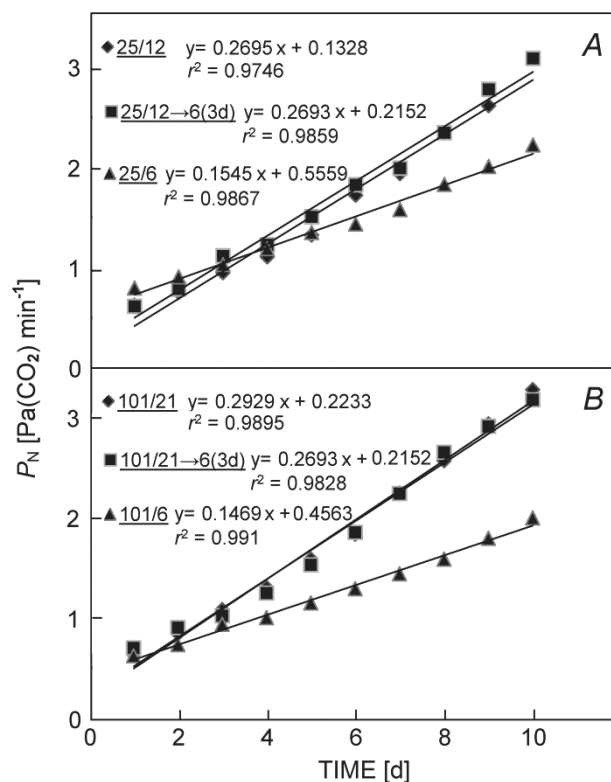 A
25/12 y= 0.2695 x + 0.1328
r² = 0.9746
25/12→6(3d) y= 0.2693 x + 0.2152
r² = 0.9859
25/6 y= 0.1545 x + 0.5559
r² = 0.9867
3
2
1
0
B
101/21 y= 0.2929 x + 0.2233
r² = 0.9895
101/21→6(3d) y= 0.2693 x + 0.2152
r² = 0.9828
101/6 y= 0.1469 x + 0.4563
r² = 0.991
3
2
1
0
P_N [Pa(CO₂) min⁻¹]
0 2 4 6 8 10
TIME [d]